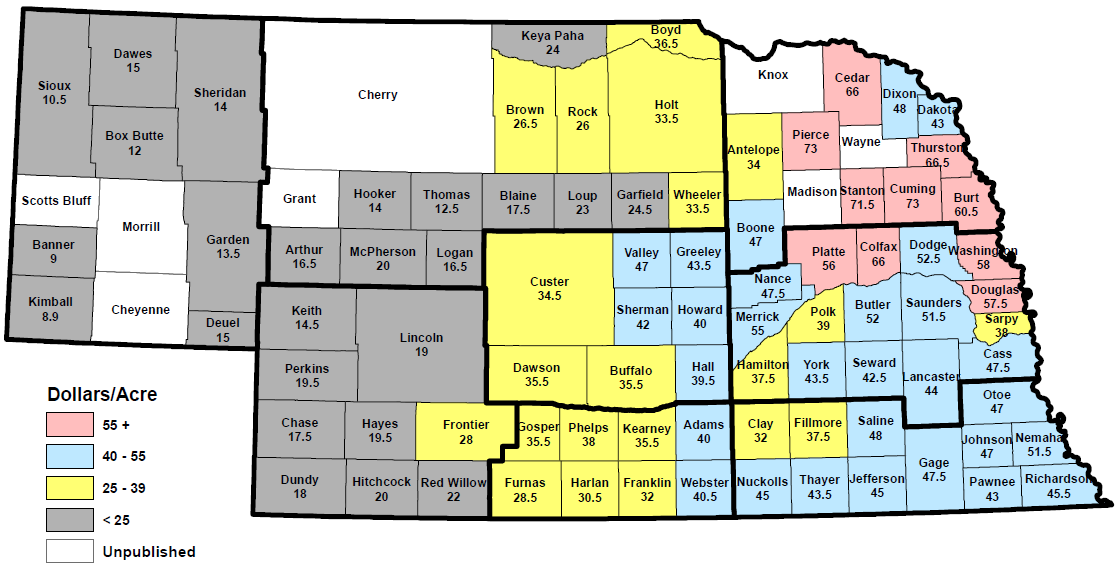 Boyd
36.5
Keya Paha
24
Dawes
15
Sioux
10.5
Sheridan
14
Cherry
Knox
Cedar
66
Dixon
48
Dakota
43
Brown
26.5
Rock
26
Holt
33.5
Box Butte
12
Antelope
34
Pierce
73
Wayne
Thurston
66.5
Scotts Bluff
Grant
Hooker
14
Thomas
12.5
Blaine
17.5
Loup
23
Garfield
24.5
Wheeler
33.5
Madison
Stanton
71.5
Cuming
73
Burt
60.5
Morrill
Banner
9
Garden
13.5
Arthur
16.5
McPherson
20
Logan
16.5
Boone
47
Custer
34.5
Valley
47
Greeley
43.5
Platte
56
Colfax
66
Dodge
52.5
Washington
58
Kimball
8.9
Cheyenne
Deuel
15
Keith
14.5
Lincoln
19
Sherman
42
Howard
40
Nance
47.5
Merrick
55
Polk
39
Butler
52
Saunders
51.5
Douglas
57.5
Sarpy
38
Perkins
19.5
Dawson
35.5
Buffalo
35.5
Hall
39.5
Hamilton
37.5
York
43.5
Seward
42.5
Lancaster
44
Cass
47.5
Otoe
47
Chase
17.5
Hayes
19.5
Frontier
28
Gosper
35.5
Phelps
38
Kearney
35.5
Adams
40
Clay
32
Fillmore
37.5
Saline
48
Gage
47.5
Johnson
47
Nemaha
51.5
Dundy
18
Hitchcock
20
Red Willow
22
Furnas
28.5
Harlan
30.5
Franklin
32
Webster
40.5
Nuckolls
45
Thayer
43.5
Jefferson
45
Pawnee
43
Richardson
45.5
Dollars/Acre
55 +
40 - 55
25 - 39
< 25
Unpublished